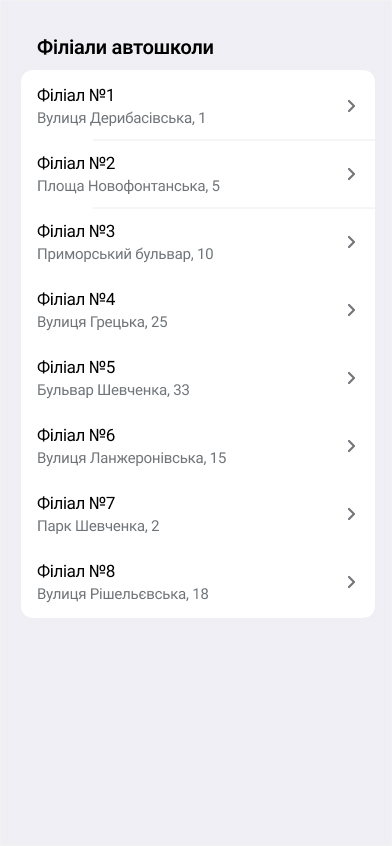 Філіали автошколи
Філіал №1
Вулиця Дерибасівська, 1
Філіал №2
Площа Новофонтанська, 5
Філіал №3
Приморський бульвар, 10
Філіал №4
Вулиця Грецька, 25
Філіал №5
Бульвар Шевченка, 33
Філіал №6
Вулиця Ланжеронівська, 15
Філіал №7
Парк Шевченка, 2
Філіал №8
Вулиця Рішельєвська, 18